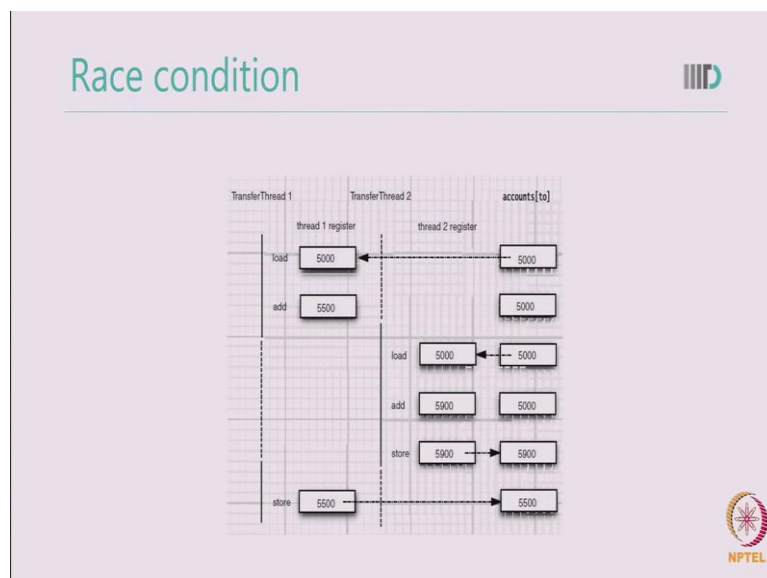 Race condition
TransferThread 1 TransferThread 2 accounts[to]
thread 1 register thread 2 register
load 5000 5000
add 5500 5000
load 5000 5000
add 5900 5000
store 5900 5900
store 5500 5500
NPTEL